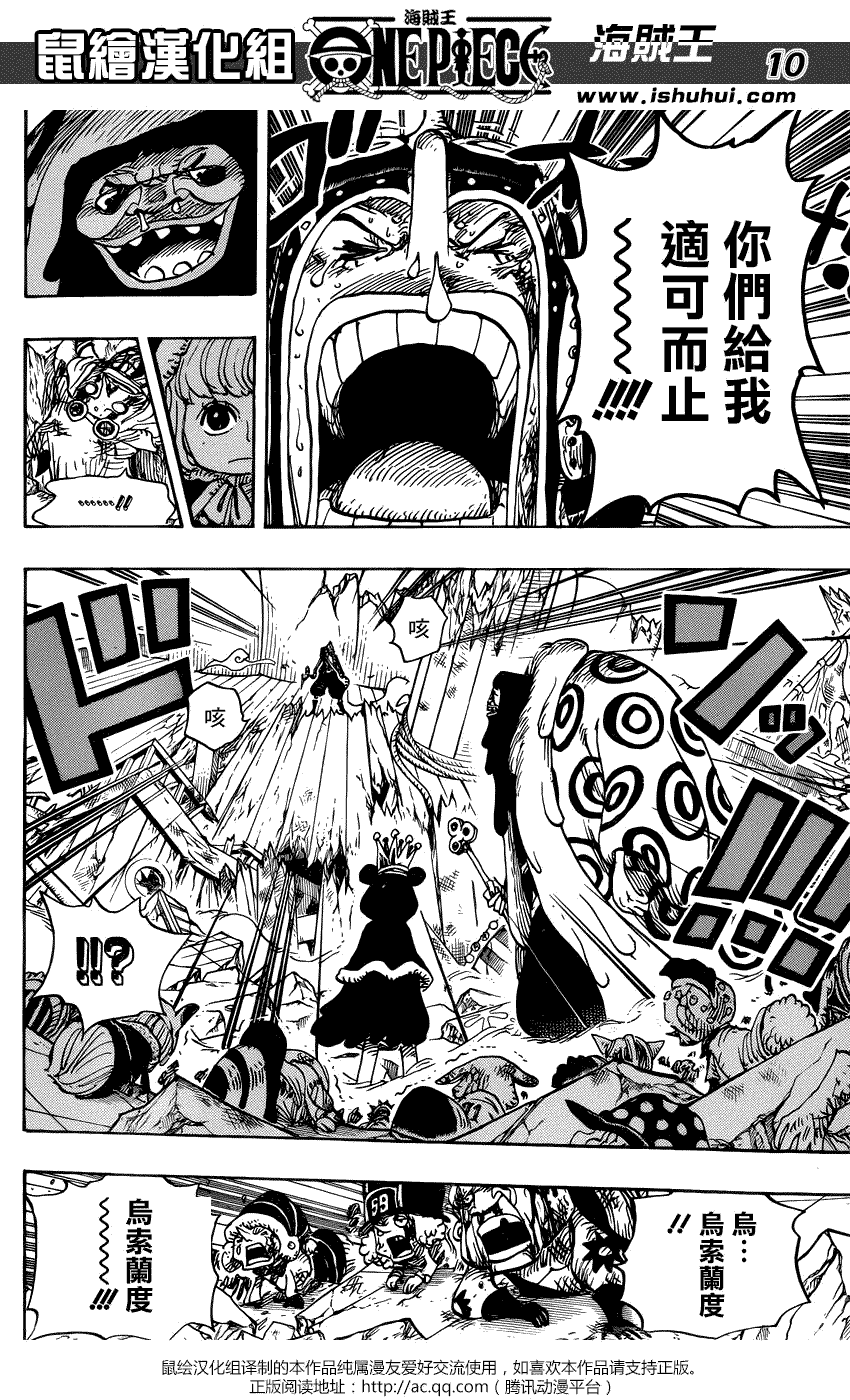 鼠繪漢化組
海賊王
ONE PIECE
海賊王
10
www.ishuhui.com
你們給我
適可而止
~~~!!!!
……!!
ドンッ!!!
咳
咳
!!?
烏…
烏索蘭度
!!
烏索蘭度
~~!!!
鼠绘汉化组译制的本作品纯属漫友爱好交流使用，如喜欢本作品请支持正版。
正版阅读地址：http://ac.qq.com（腾讯动漫平台）